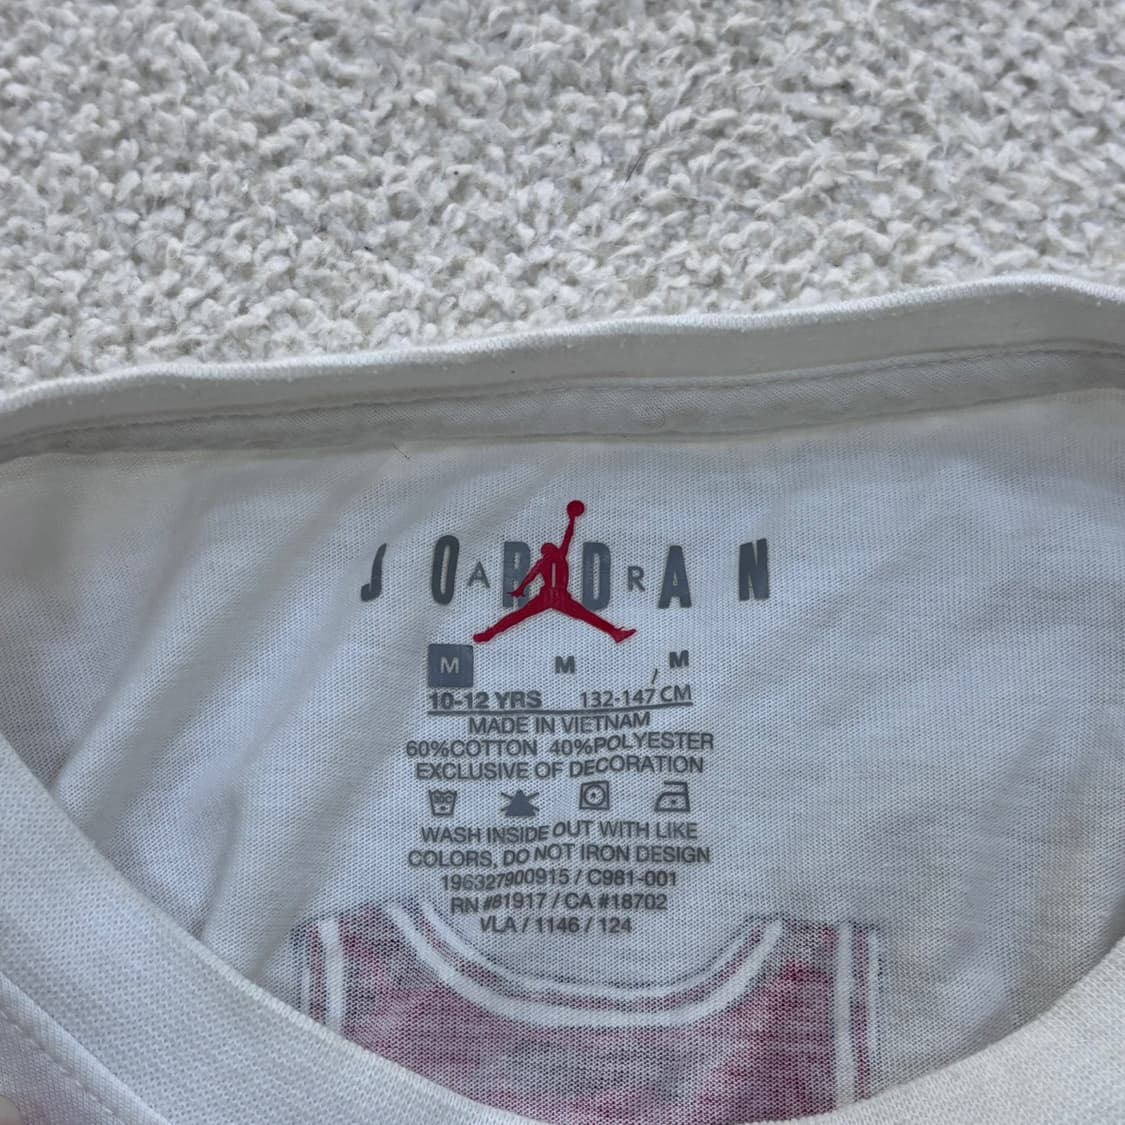 JORDAN
A R
M M M
10-12 YRS 132-147 CM
MADE IN VIETNAM
60%COTTON 40%POLYESTER
EXCLUSIVE OF DECORATION
WASH INSIDE OUT WITH LIKE
COLORS, DO NOT IRON DESIGN
196327900915 / C981-001
RN #81917 / CA #18702
VLA / 1146 / 124